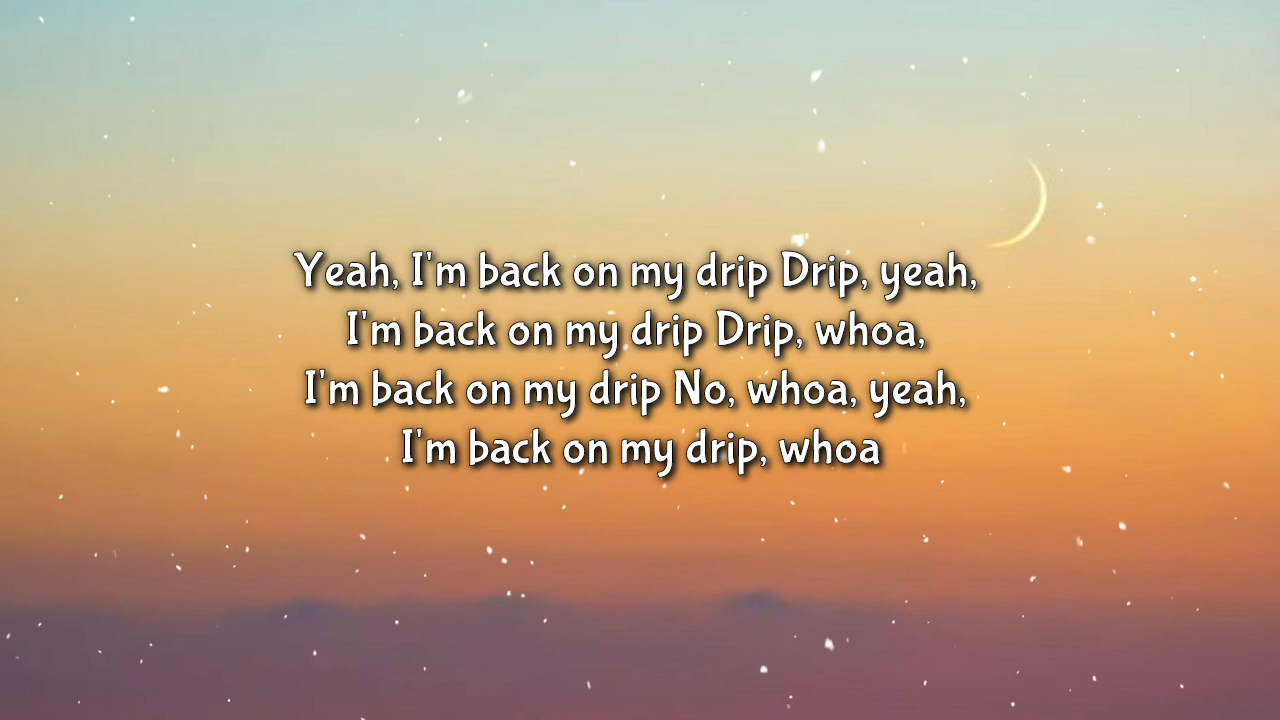 Yeah, I'm back on my drip Drip, yeah,
I'm back on my drip Drip, whoa,
I'm back on my drip No, whoa, yeah,
I'm back on my drip, whoa